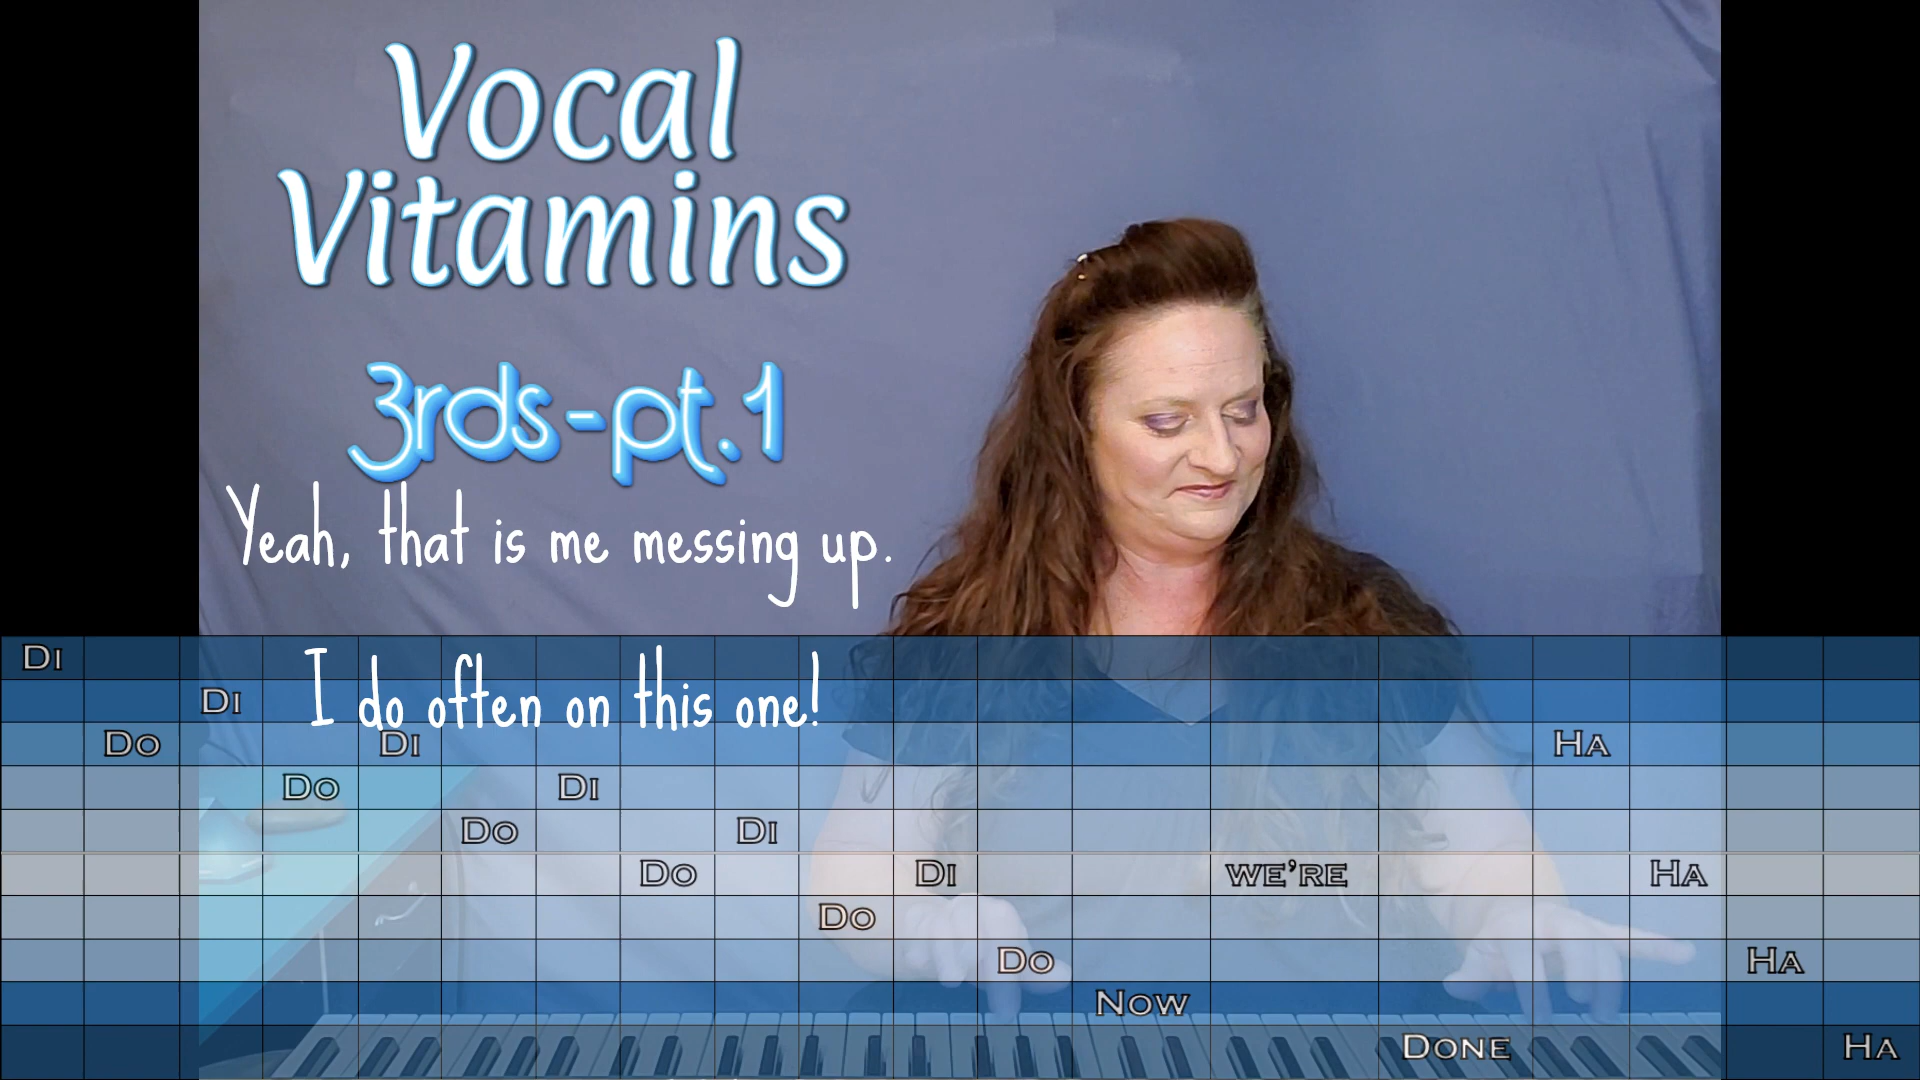 Vocal
Vitamins
3rds-pt.1
Yeah, that is me messing up.
I do often on this one!
DI
DI
DO DI HA
DO DI
DO DI
DO DI WE'RE HA
DO
DO HA
NOW
DONE HA